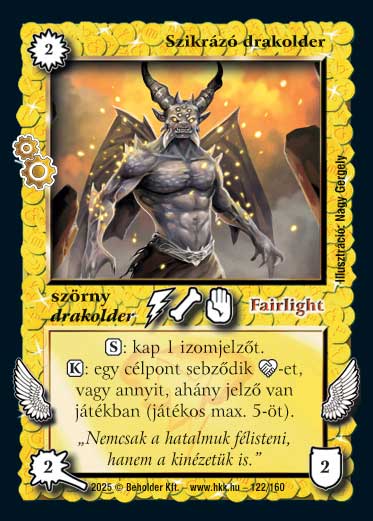 2
Szikrázó drakolder
Illusztráció: Nagy Gergely
szörny
drakolder
Fairlight
S: kap 1 izomjelzőt.
K: egy célpont sebződik -et,
vagy annyit, ahány jelző van
játékban (játékos max. 5-öt).
„Nemcsak a hatalmuk félisteni,
hanem a kinézetük is.”
2
2
2025 © Beholder Kft. – www.hkk.hu – 122/160